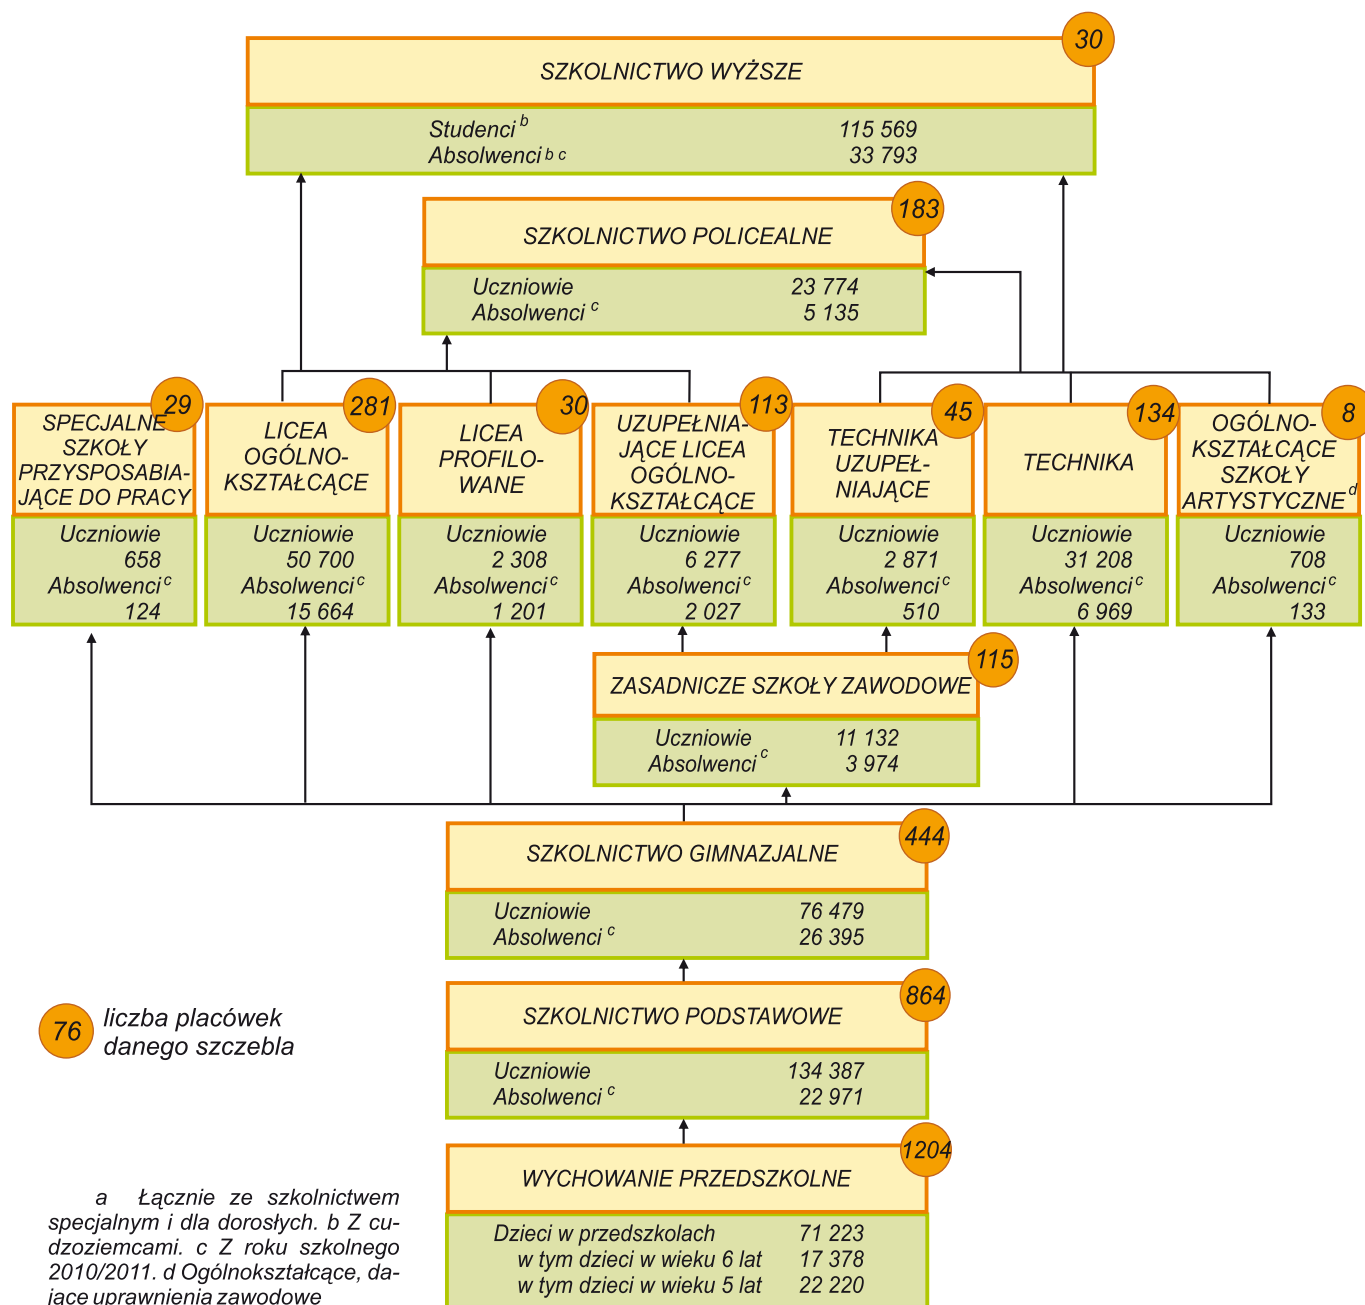 30
SZKOLNICTWO WYŻSZE
Studenci b 115 569
Absolwenci b c 33 793
183
SZKOLNICTWO POLICEALNE
Uczniowie 23 774
Absolwenci c 5 135
29
SPECJALNE
SZKOŁY
PRZYSPOSABIA-
JĄCE DO PRACY
Uczniowie
658
Absolwenci c
124
281
LICEA
OGÓLNO-
KSZTAŁCĄCE
Uczniowie
50 700
Absolwenci c
15 664
30
LICEA
PROFILO-
WANE
Uczniowie
2 308
Absolwenci c
1 201
113
UZUPEŁNIA-
JĄCE LICEA
OGÓLNO-
KSZTAŁCĄCE
Uczniowie
6 277
Absolwenci c
2 027
45
TECHNIKA
UZUPEŁ-
NIAJĄCE
Uczniowie
2 871
Absolwenci c
510
134
TECHNIKA
Uczniowie
31 208
Absolwenci c
6 969
8
OGÓLNO-
KSZTAŁCĄCE
SZKOŁY
ARTYSTYCZNE d
Uczniowie
708
Absolwenci c
133
115
ZASADNICZE SZKOŁY ZAWODOWE
Uczniowie 11 132
Absolwenci c 3 974
444
SZKOLNICTWO GIMNAZJALNE
Uczniowie 76 479
Absolwenci c 26 395
864
SZKOLNICTWO PODSTAWOWE
Uczniowie 134 387
Absolwenci c 22 971
1204
WYCHOWANIE PRZEDSZKOLNE
Dzieci w przedszkolach 71 223
w tym dzieci w wieku 6 lat 17 378
w tym dzieci w wieku 5 lat 22 220
76
liczba placówek
danego szczebla
a Łącznie ze szkolnictwem
specjalnym i dla dorosłych. b Z cu-
dzoziemcami. c Z roku szkolnego
2010/2011. d Ogólnokształcące, da-
jące uprawnienia zawodowe